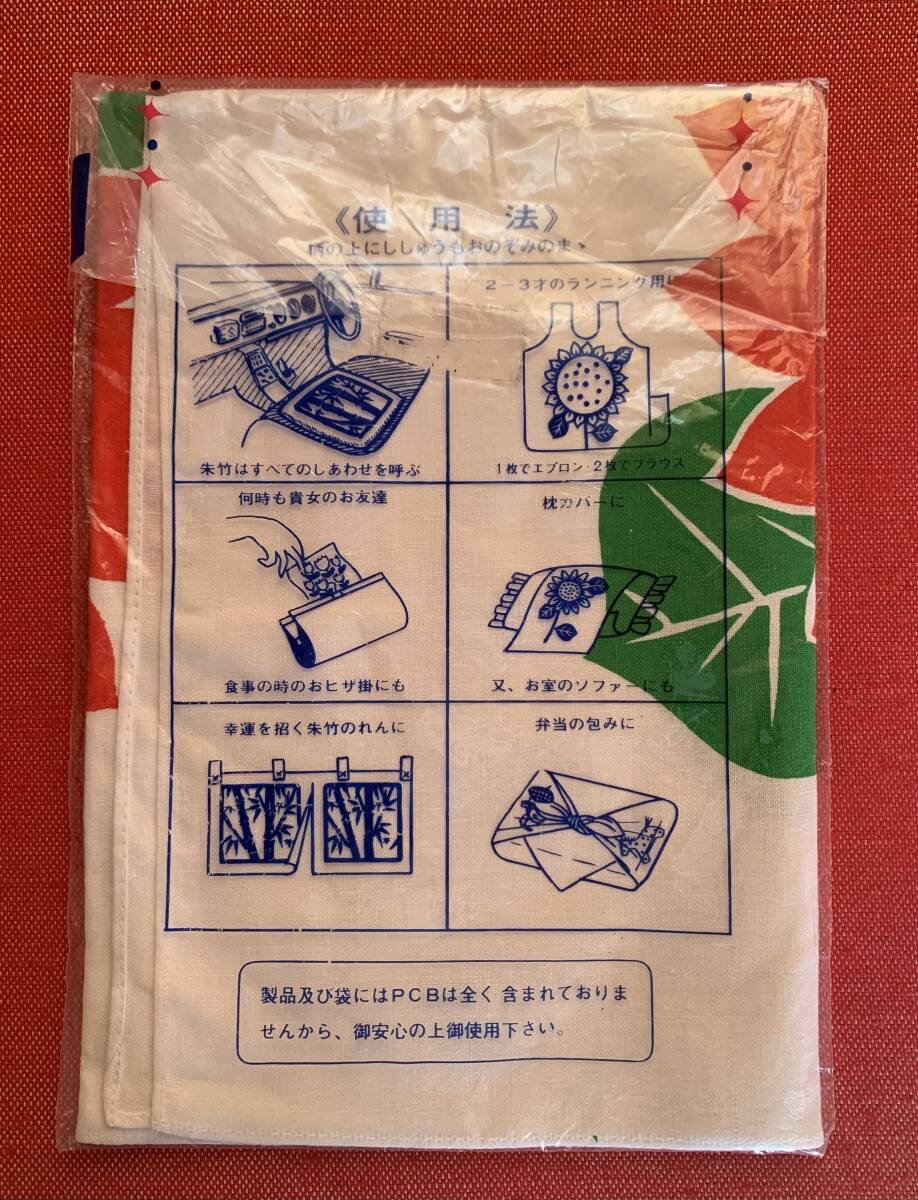 《使用法》
柄の上にししゅうもおのぞみのまゝ
2-3才のランニング用に
朱竹はすべてのしあわせを呼ぶ
1枚でエプロン・2枚でブラウス
何時も貴女のお友達
枕カバーに
食事の時のおヒザ掛にも
又、お室のソファーにも
幸運を招く朱竹のれんに
弁当の包みに
製品及び袋にはPCBは全く含まれておりま
せんから、御安心の上御使用下さい。